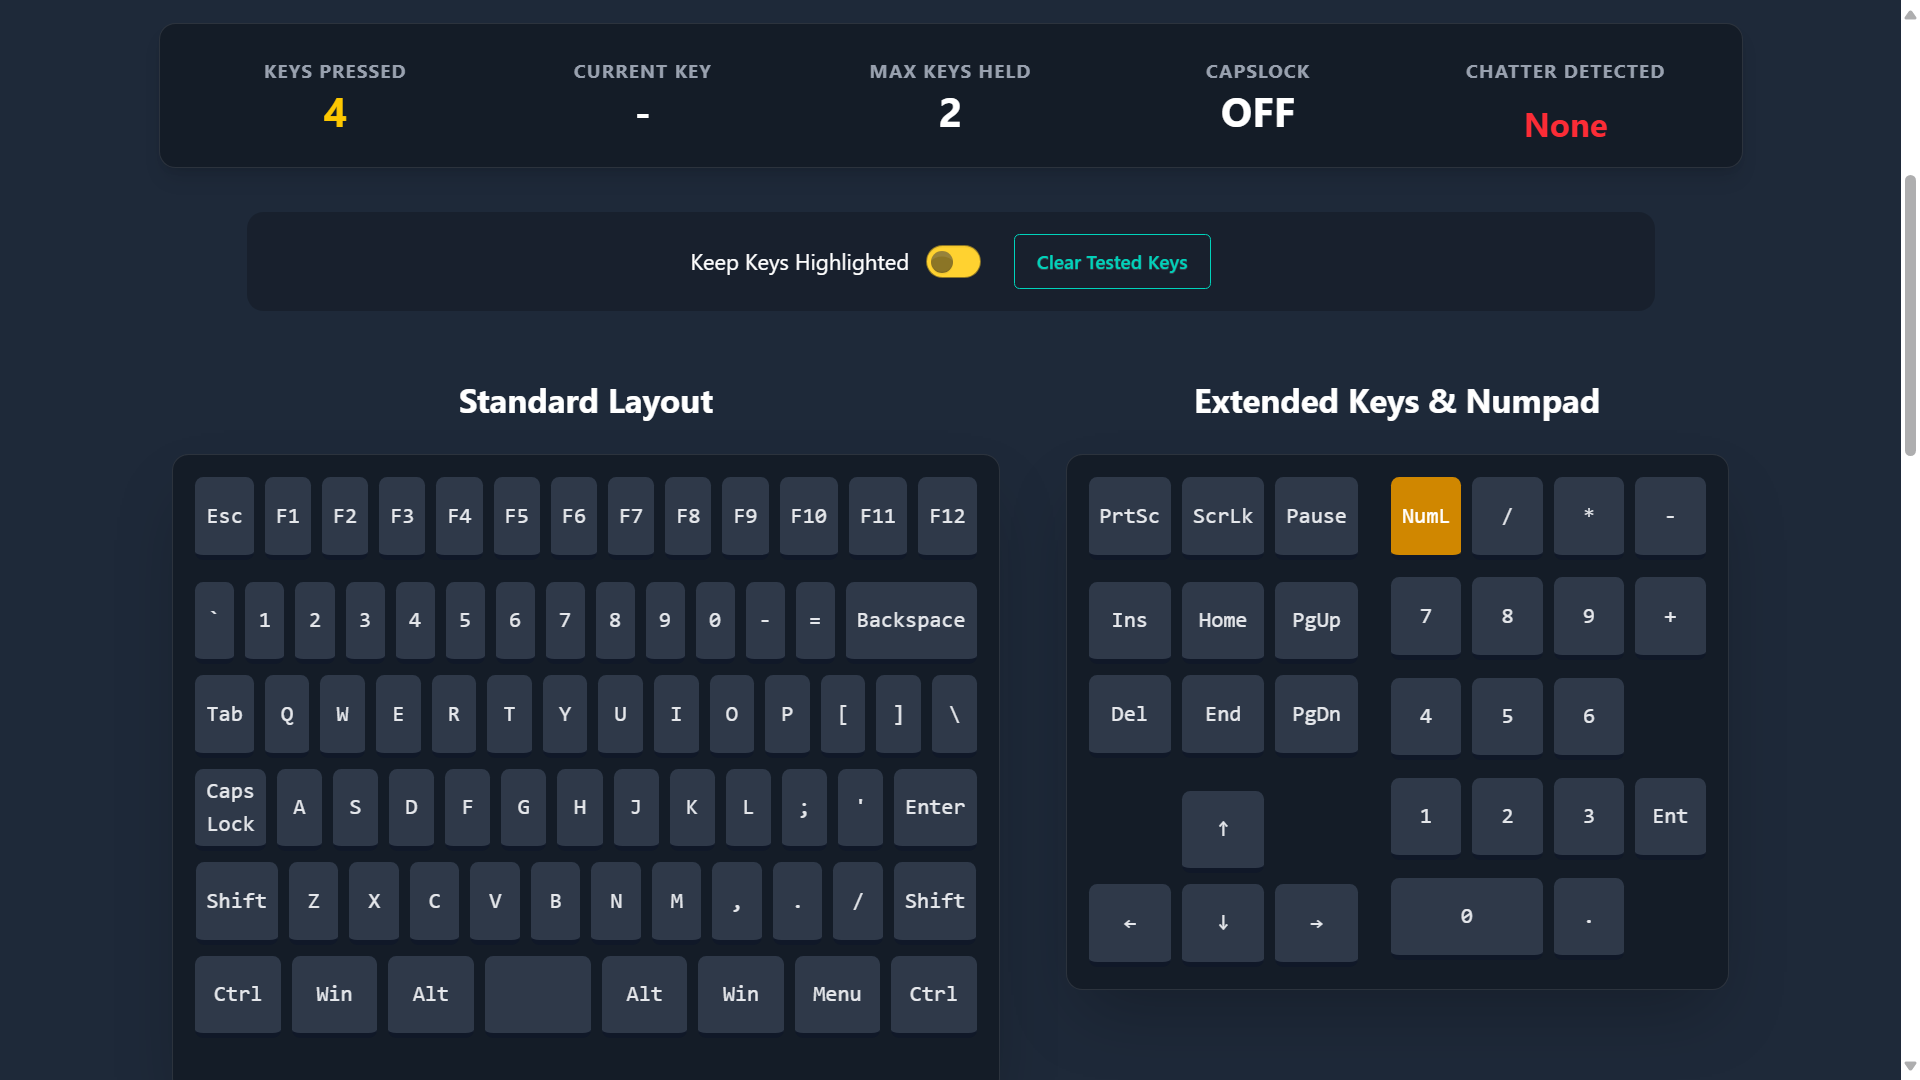 KEYS PRESSED
4
CURRENT KEY
-
MAX KEYS HELD
2
CAPSLOCK
OFF
CHATTER DETECTED
None
Keep Keys Highlighted
Clear Tested Keys
Standard Layout
Esc F1 F2 F3 F4 F5 F6 F7 F8 F9 F10 F11 F12
` 1 2 3 4 5 6 7 8 9 0 - = Backspace
Tab Q W E R T Y U I O P [ ] \
Caps Lock A S D F G H J K L ; ' Enter
Shift Z X C V B N M , . / Shift
Ctrl Win Alt Alt Win Menu Ctrl
Extended Keys & Numpad
PrtSc ScrLk Pause
Ins Home PgUp
Del End PgDn
↑
← ↓ →
NumL / * -
7 8 9 +
4 5 6
1 2 3 Ent
0 .